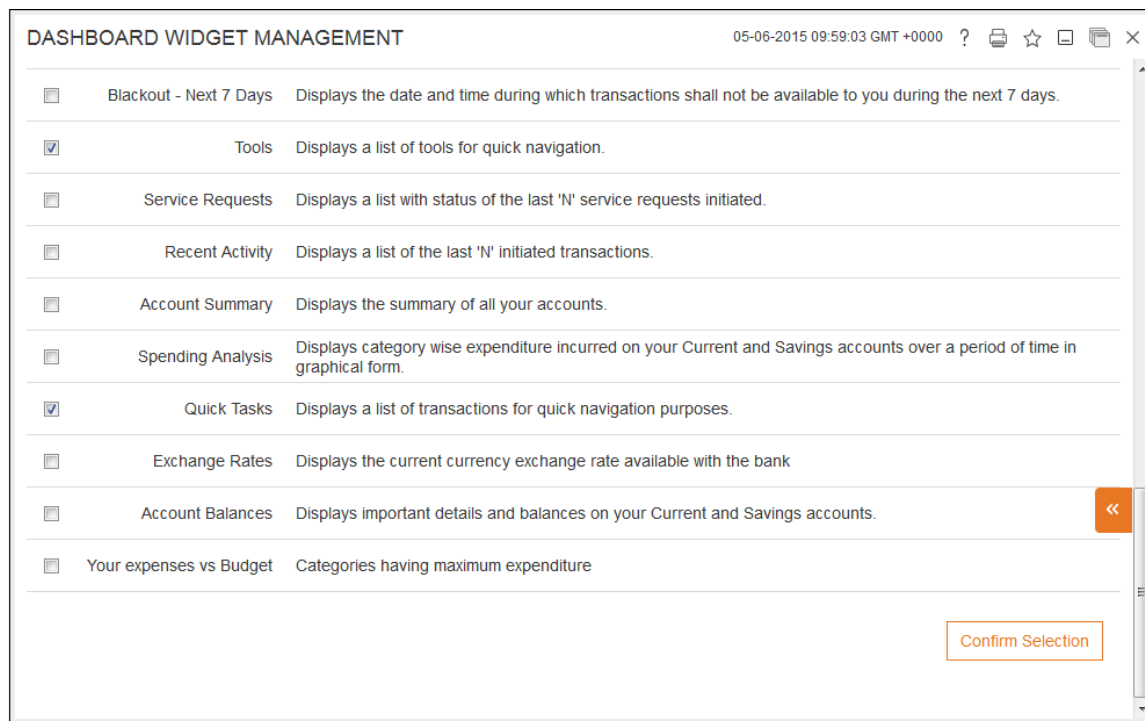 DASHBOARD WIDGET MANAGEMENT 05-06-2015 09:59:03 GMT +0000 ?
Blackout - Next 7 Days Displays the date and time during which transactions shall not be available to you during the next 7 days.
Tools Displays a list of tools for quick navigation.
Service Requests Displays a list with status of the last 'N' service requests initiated.
Recent Activity Displays a list of the last 'N' initiated transactions.
Account Summary Displays the summary of all your accounts.
Spending Analysis Displays category wise expenditure incurred on your Current and Savings accounts over a period of time in
graphical form.
Quick Tasks Displays a list of transactions for quick navigation purposes.
Exchange Rates Displays the current currency exchange rate available with the bank
Account Balances Displays important details and balances on your Current and Savings accounts.
Your expenses vs Budget Categories having maximum expenditure
Confirm Selection